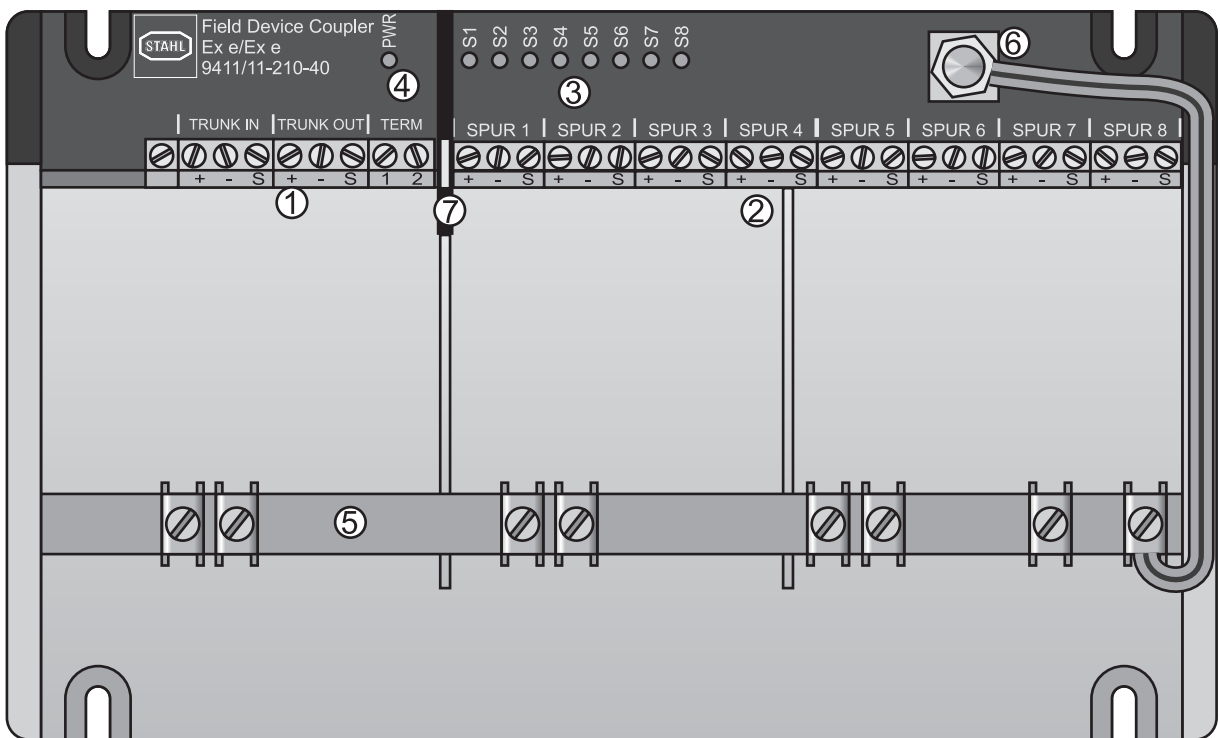 STAHL
Field Device Coupler
Ex e/Ex e
9411/11-210-40
PWR
S1 S2 S3 S4 S5 S6 S7 S8
6
4
3
TRUNK IN TRUNK OUT TERM SPUR 1 SPUR 2 SPUR 3 SPUR 4 SPUR 5 SPUR 6 SPUR 7 SPUR 8
+ - S + - S 1 2 + - S + - S + - S + - S + - S + - S + - S + - S
1
7
2
5